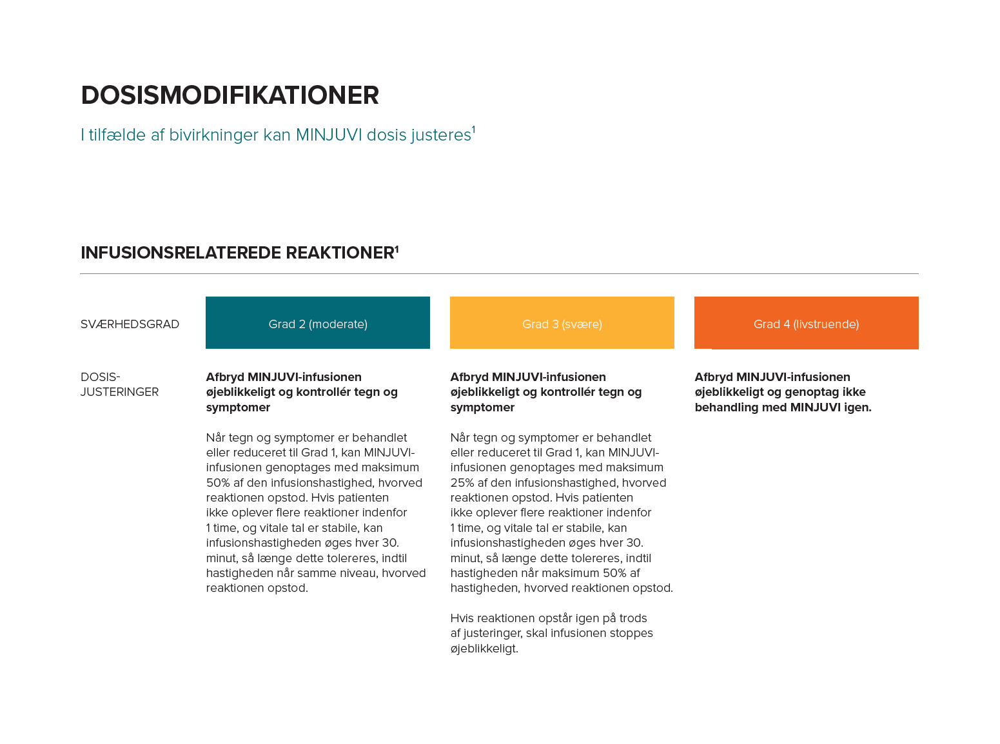 DOSISMODIFIKATIONER
I tilfælde af bivirkninger kan MINJUVI dosis justeres¹
INFUSIONSRELATEREDE REAKTIONER¹
SVÆRHEDSGRAD
Grad 2 (moderate)
Grad 3 (svære)
Grad 4 (livstruende)
DOSIS-
JUSTERINGER
Afbryd MINJUVI-infusionen
øjeblikkeligt og kontrollér tegn og
symptomer
Når tegn og symptomer er behandlet
eller reduceret til Grad 1, kan MINJUVI-
infusionen genoptages med maksimum
50% af den infusionshastighed, hvorved
reaktionen opstod. Hvis patienten
ikke oplever flere reaktioner indenfor
1 time, og vitale tal er stabile, kan
infusionshastigheden øges hver 30.
minut, så længe dette tolereres, indtil
hastigheden når samme niveau, hvorved
reaktionen opstod.
Afbryd MINJUVI-infusionen
øjeblikkeligt og kontrollér tegn og
symptomer
Når tegn og symptomer er behandlet
eller reduceret til Grad 1, kan MINJUVI-
infusionen genoptages med maksimum
25% af den infusionshastighed, hvorved
reaktionen opstod. Hvis patienten
ikke oplever flere reaktioner indenfor
1 time, og vitale tal er stabile, kan
infusionshastigheden øges hver 30.
minut, så længe dette tolereres, indtil
hastigheden når maksimum 50% af
hastigheden, hvorved reaktionen opstod.
Hvis reaktionen opstår igen på trods
af justeringer, skal infusionen stoppes
øjeblikkeligt.
Afbryd MINJUVI-infusionen
øjeblikkeligt og genoptag ikke
behandling med MINJUVI igen.